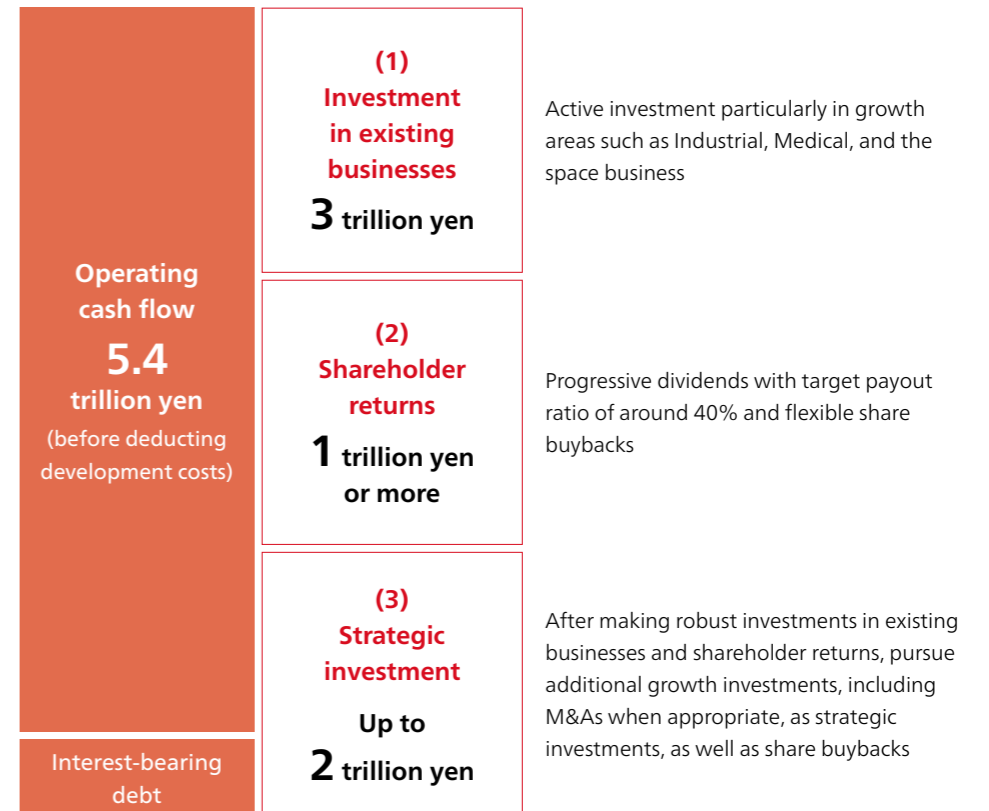 Operating
cash flow
5.4
trillion yen
(before deducting
development costs)
Interest-bearing
debt
(1)
Investment
in existing
businesses
3 trillion yen
Active investment particularly in growth
areas such as Industrial, Medical, and the
space business
(2)
Shareholder
returns
1 trillion yen
or more
Progressive dividends with target payout
ratio of around 40% and flexible share
buybacks
(3)
Strategic
investment
Up to
2 trillion yen
After making robust investments in existing
businesses and shareholder returns, pursue
additional growth investments, including
M&As when appropriate, as strategic
investments, as well as share buybacks